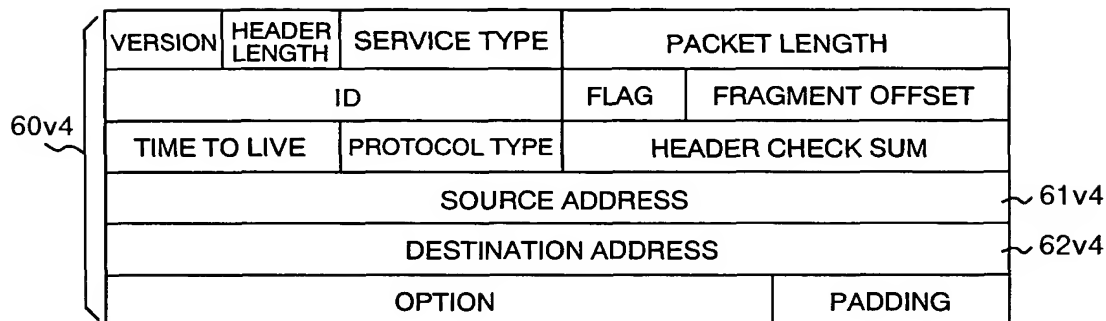 VERSION HEADER LENGTH SERVICE TYPE PACKET LENGTH
ID FLAG FRAGMENT OFFSET
60v4
TIME TO LIVE PROTOCOL TYPE HEADER CHECK SUM
SOURCE ADDRESS 61v4
DESTINATION ADDRESS 62v4
OPTION PADDING